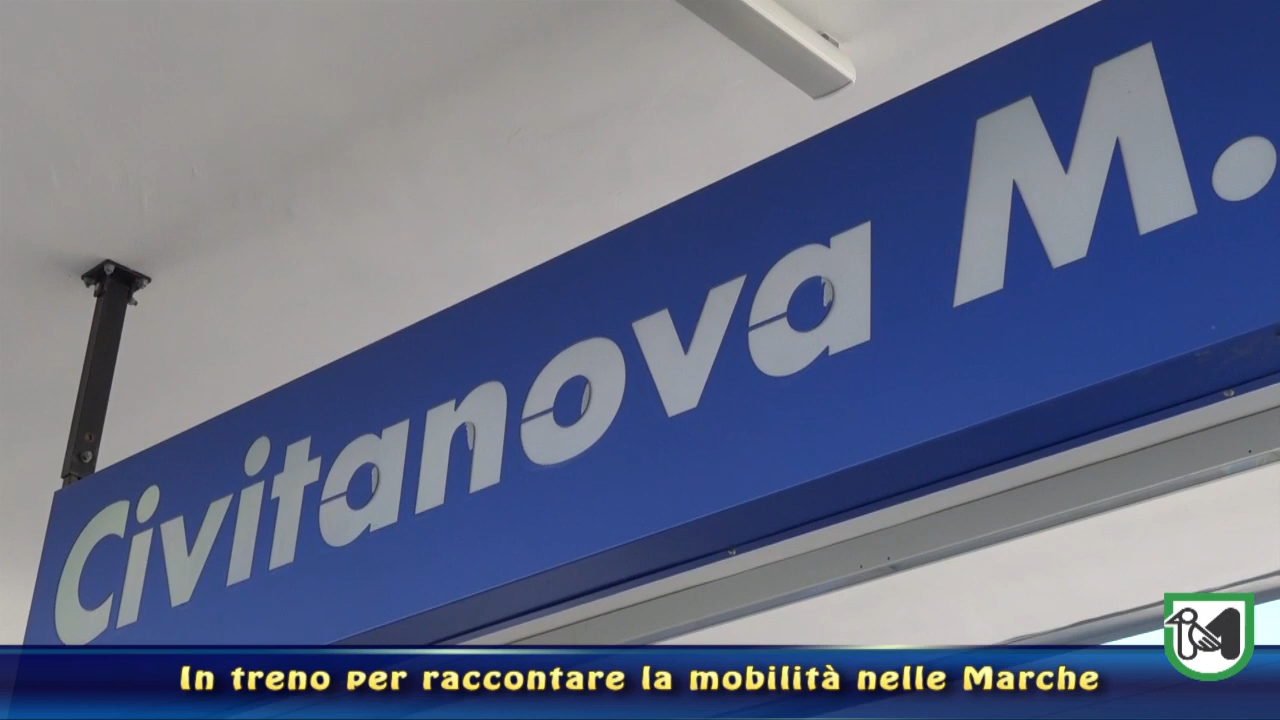 Civitanova M.
In treno per raccontare la mobilità nelle Marche